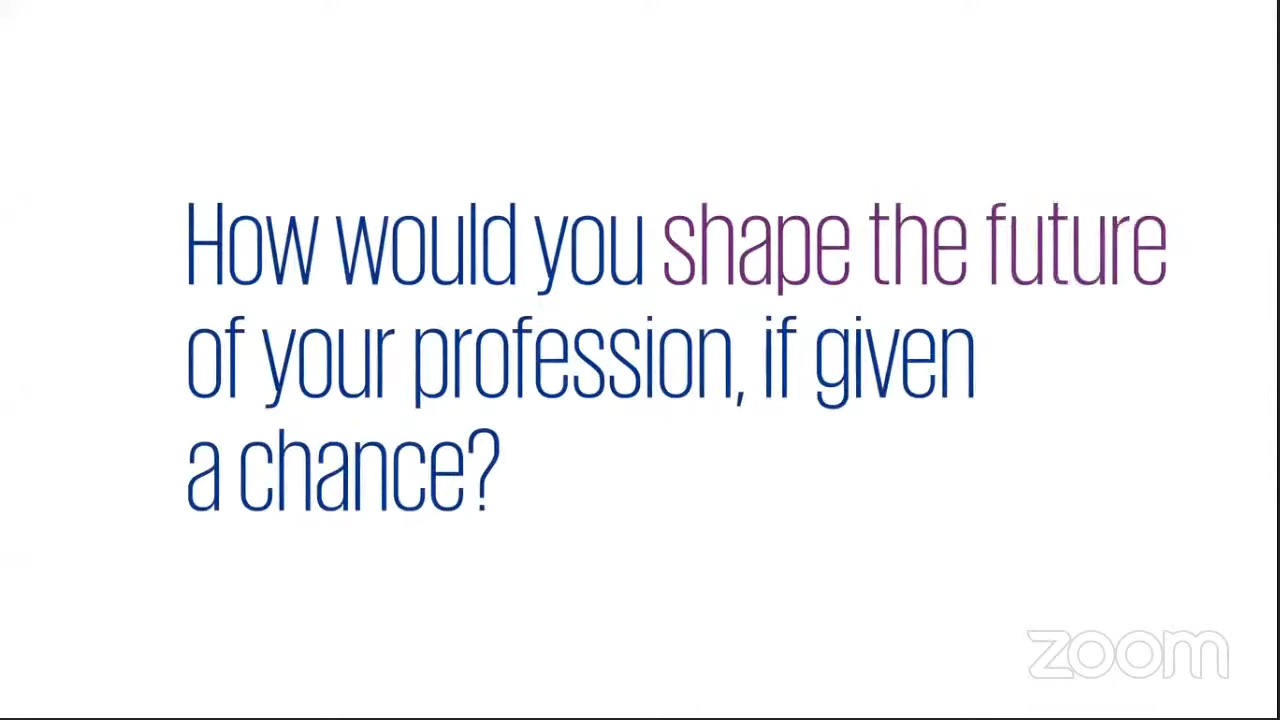 How would you shape the future
of your profession, if given
a chance?
zoom